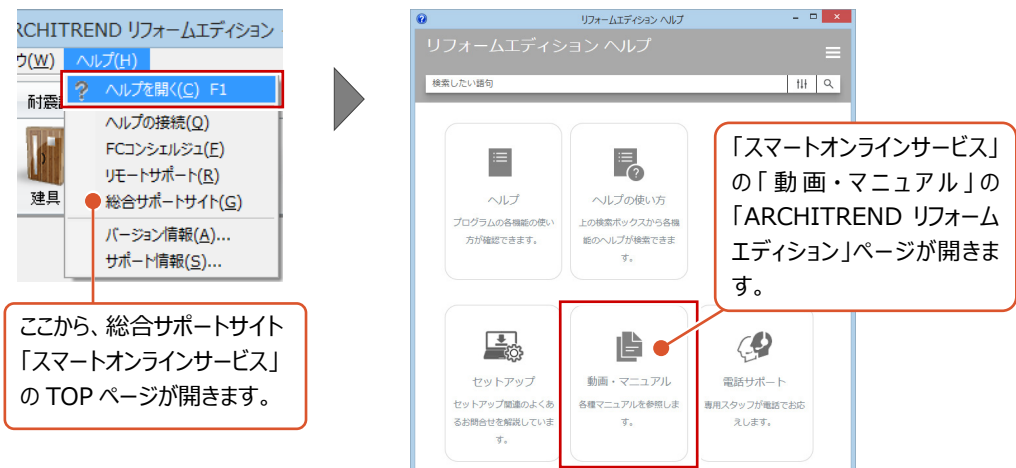 RCHITREND リフォームエディション
ウ(W) ヘルプ(H)
耐震
建具
ヘルプを開く(C) F1
ヘルプの接続(Q)
FCコンシェルジュ(F)
リモートサポート(R)
総合サポートサイト(G)
バージョン情報(A)...
サポート情報(S)...
ここから、総合サポートサイト
「スマートオンラインサービス」
の TOP ページが開きます。
リフォームエディション ヘルプ
リフォームエディション ヘルプ
検索したい語句
ヘルプ
プログラムの各機能の使い
方が確認できます。
ヘルプの使い方
上の検索ボックスから各機
能のヘルプが検索できま
す。
「スマートオンラインサービス」
の「動画・マニュアル」の
「ARCHITREND リフォーム
エディション」ページが開きま
す。
セットアップ
セットアップ関連のよくあ
るお問合せを解説していま
す。
動画・マニュアル
各種マニュアルを参照しま
す。
電話サポート
専用スタッフが電話でお応
えします。